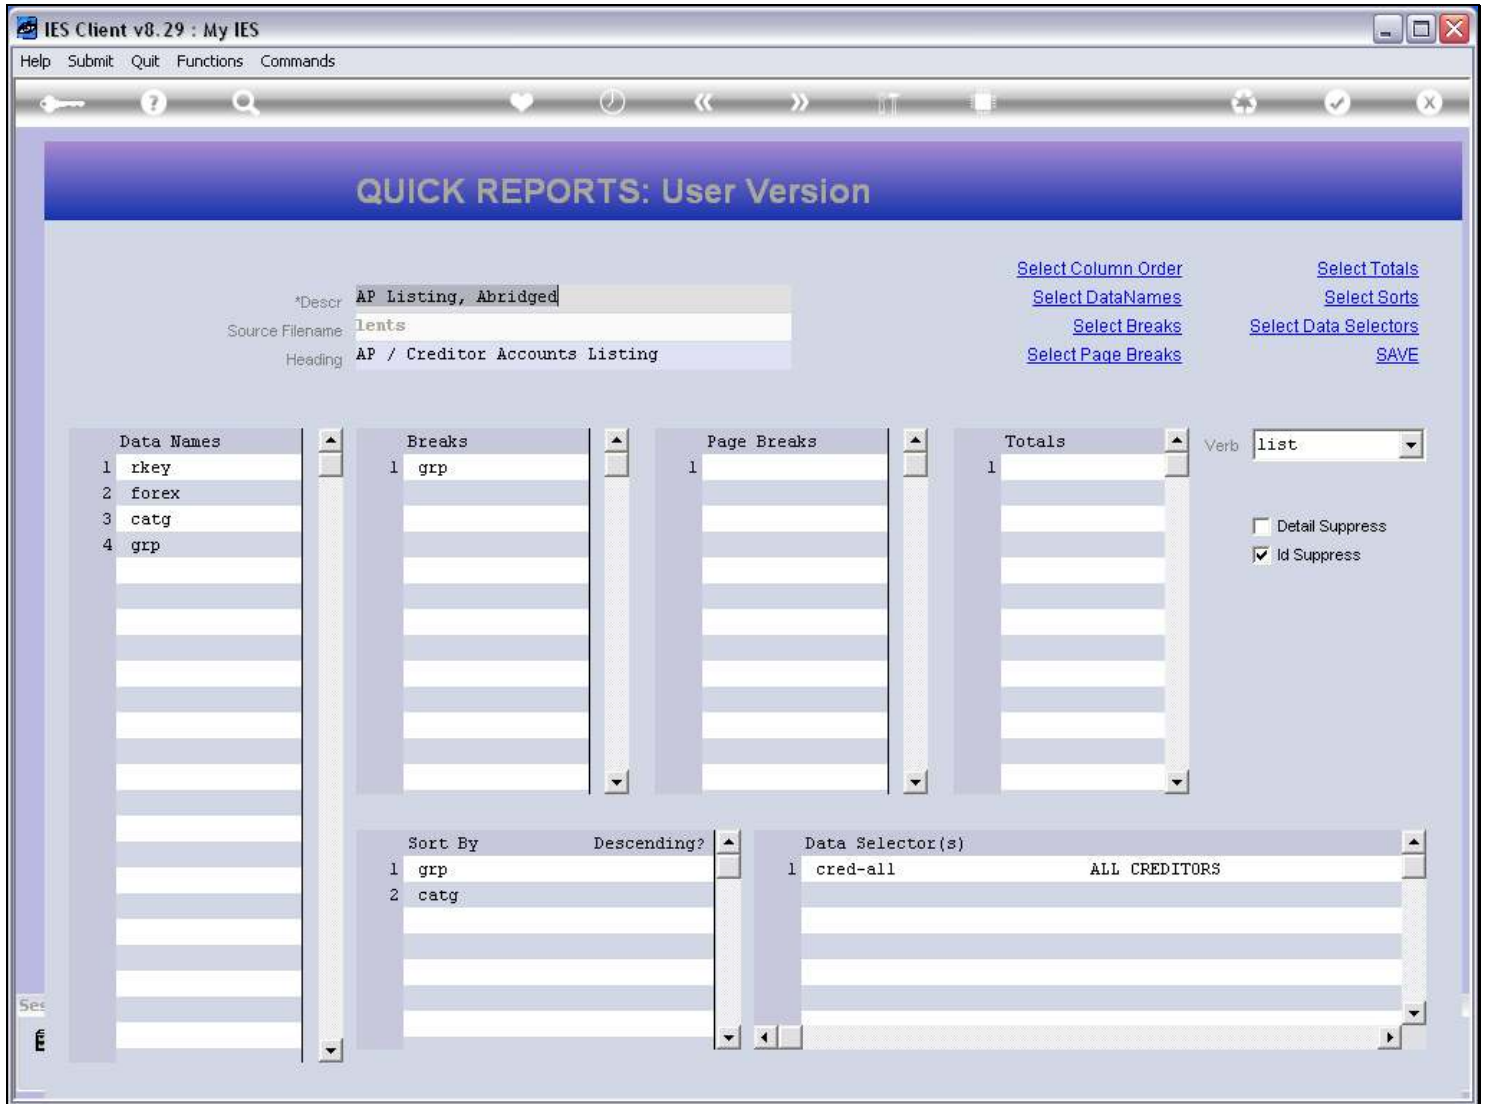 IES Client v8.29 : My IES
Help Submit Quit Functions Commands
QUICK REPORTS: User Version
Select Column Order Select Totals
*Descr AP Listing, Abridged Select DataNames Select Sorts
Source Filename lents Select Breaks Select Data Selectors
Heading AP / Creditor Accounts Listing Select Page Breaks SAVE
Data Names Breaks Page Breaks Totals Verb list
1 rkey 1 grp 1 1
2 forex
3 catg Detail Suppress
4 grp Id Suppress
Sort By Descending? Data Selector(s)
1 grp 1 cred-all ALL CREDITORS
2 catg